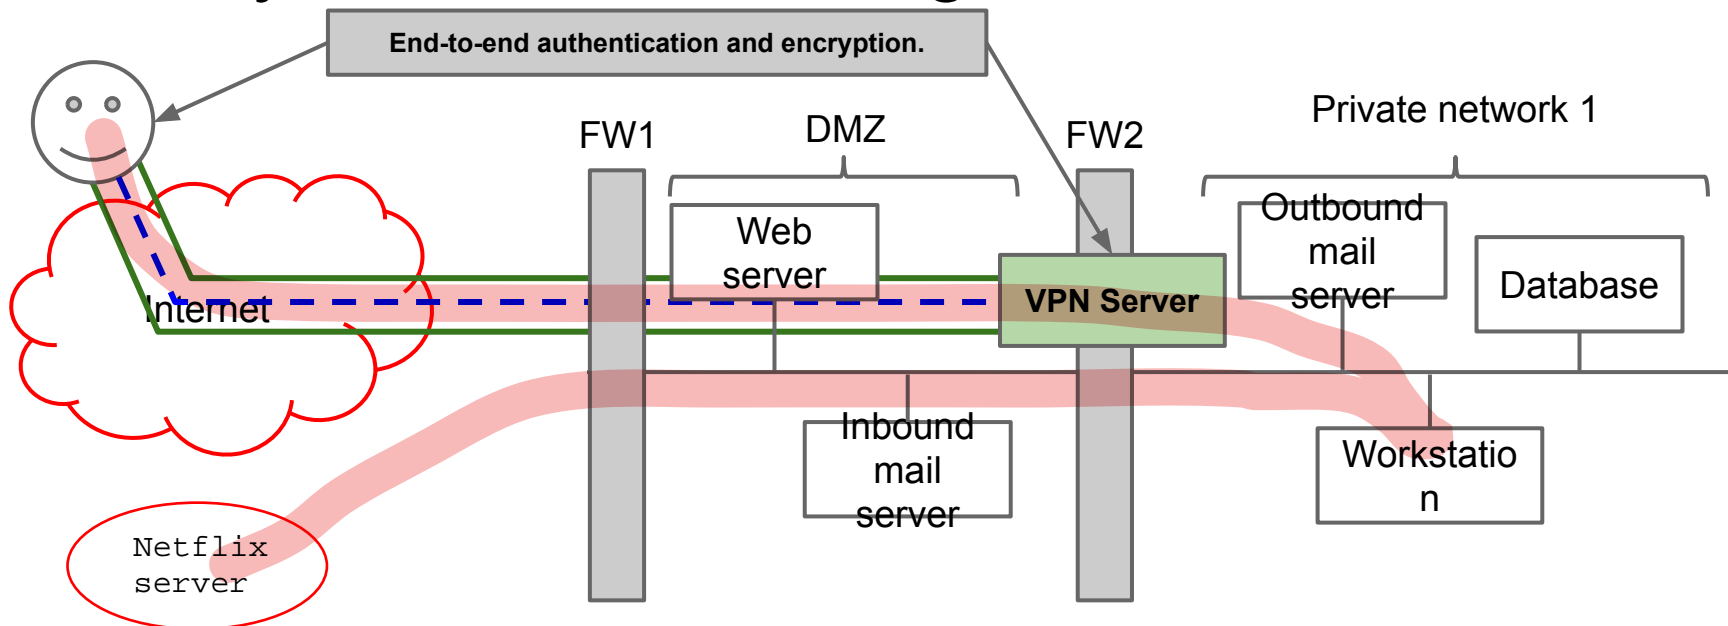 End-to-end authentication and encryption.
FW1
DMZ
FW2
Private network 1
Web
server
Outbound
mail
server
Database
Internet
VPN Server
Inbound
mail
server
Workstatio
n
Netflix
server